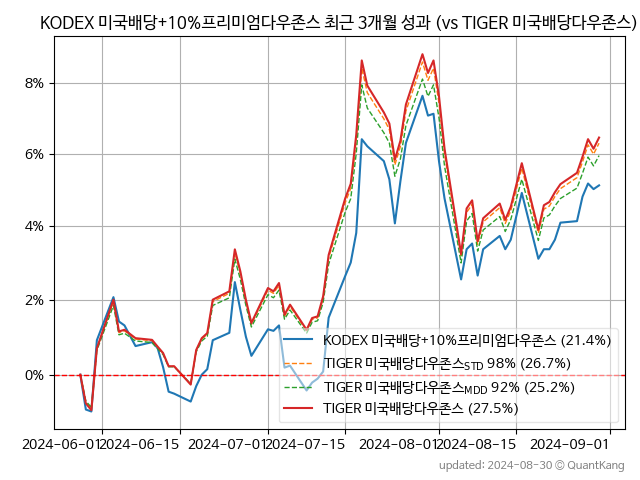 KODEX 미국배당+10%프리미엄다우존스 최근 3개월 성과 (vs TIGER 미국배당다우존스)
8%
6%
4%
2%
0%
KODEX 미국배당+10%프리미엄다우존스 (21.4%)
TIGER 미국배당다우존스STD 98% (26.7%)
TIGER 미국배당다우존스MDD 92% (25.2%)
TIGER 미국배당다우존스 (27.5%)
2024-06-01 2024-06-15 2024-07-01 2024-07-15 2024-08-01 2024-08-15 2024-09-01
updated: 2024-08-30 © QuantKang